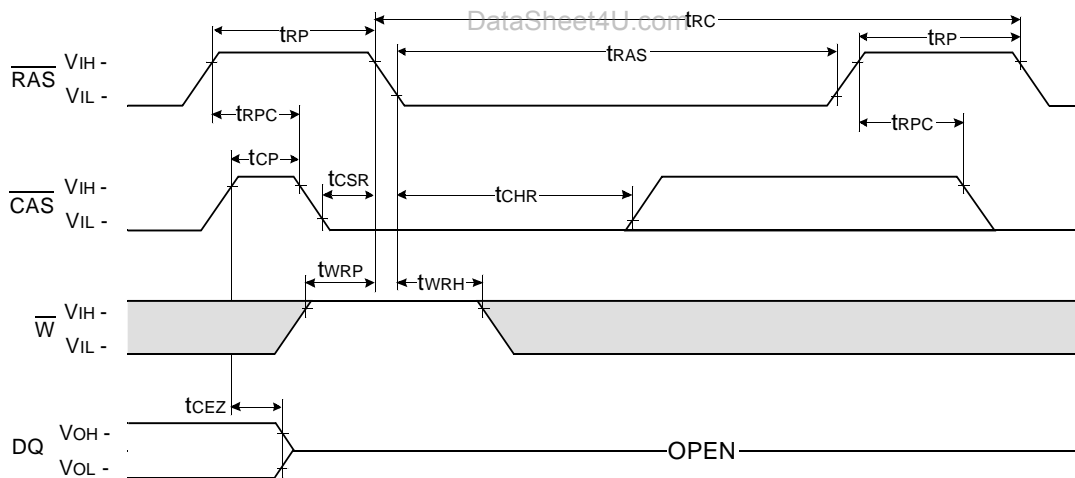 DataSheet4U.com
tRC
tRP
tRAS
tRP
RAS
VIH -
VIL -
tRPC
tRPC
tCP
tCSR
tCHR
CAS
VIH -
VIL -
tWRP
tWRH
W
VIH -
VIL -
tCEZ
DQ
VOH -
VOL -
OPEN